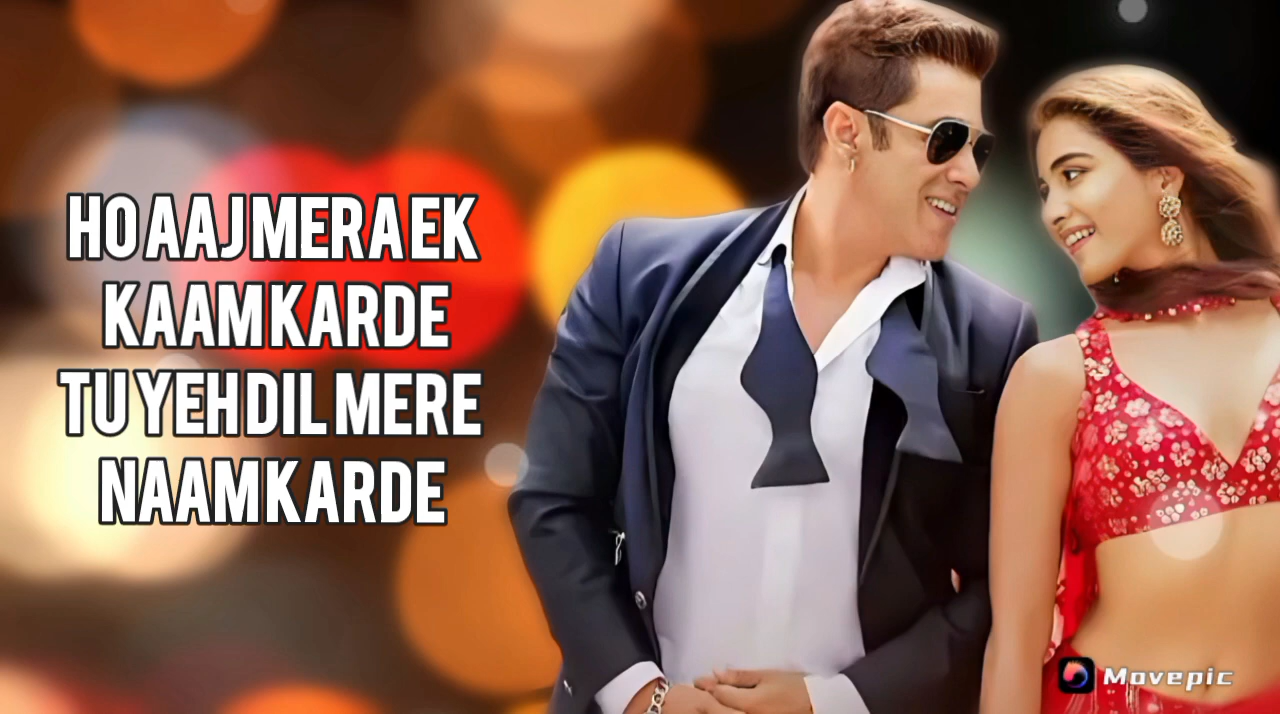 HO AAJ MERA EK
KAAM KARDE
TU YEH DIL MERE
NAAM KARDE
Movepic